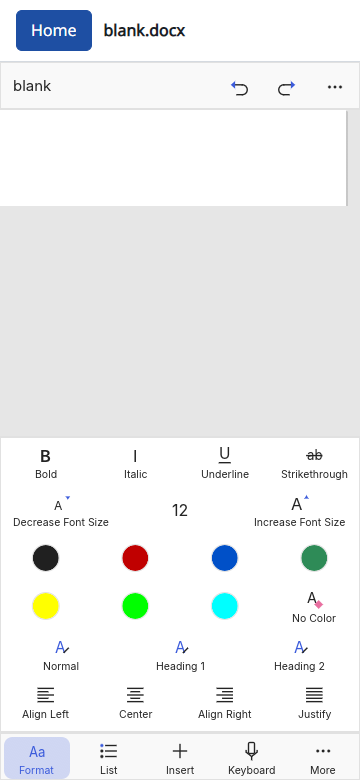 Home blank.docx
blank
B I U ab
Bold Italic Underline Strikethrough
A 12 A
Decrease Font Size Increase Font Size
A
No Color
A A A
Normal Heading 1 Heading 2
Align Left Center Align Right Justify
Aa
Format List Insert Keyboard More